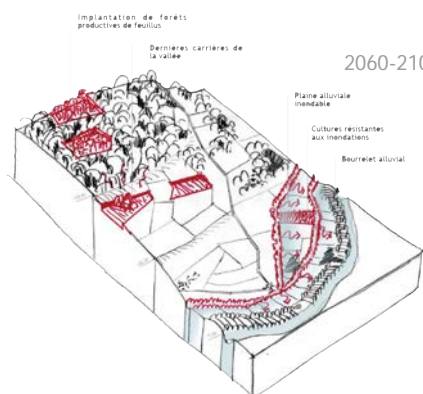 Implantation de forêts
productives de feuillus
Dernières carrières de
la vallée
2060-210
Plaine alluviale
inondable
Cultures résistantes
aux inondations
Bourrelet alluvial